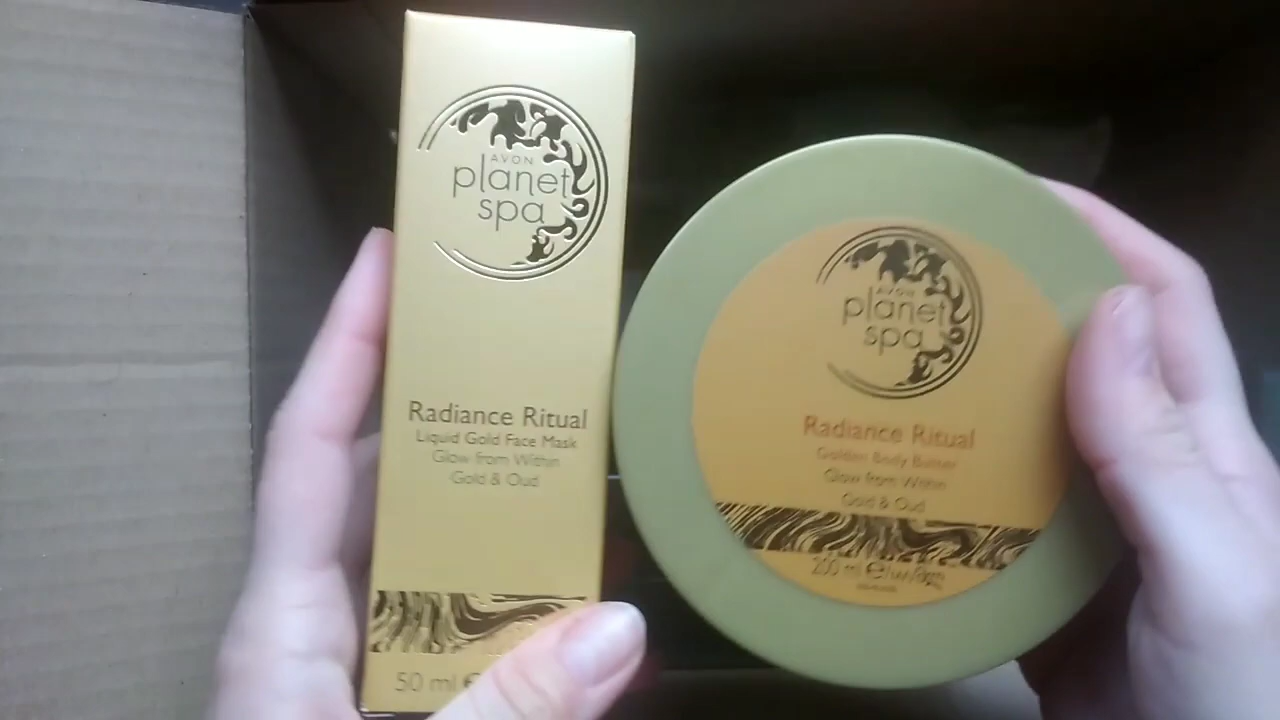 AVON
planet
spa
Radiance Ritual
Liquid Gold Face Mask
Glow from Within
Gold & Oud
50 ml
AVON
planet
spa
Radiance Ritual
Golden Body Butter
Glow from Within
Gold & Oud
200 ml e